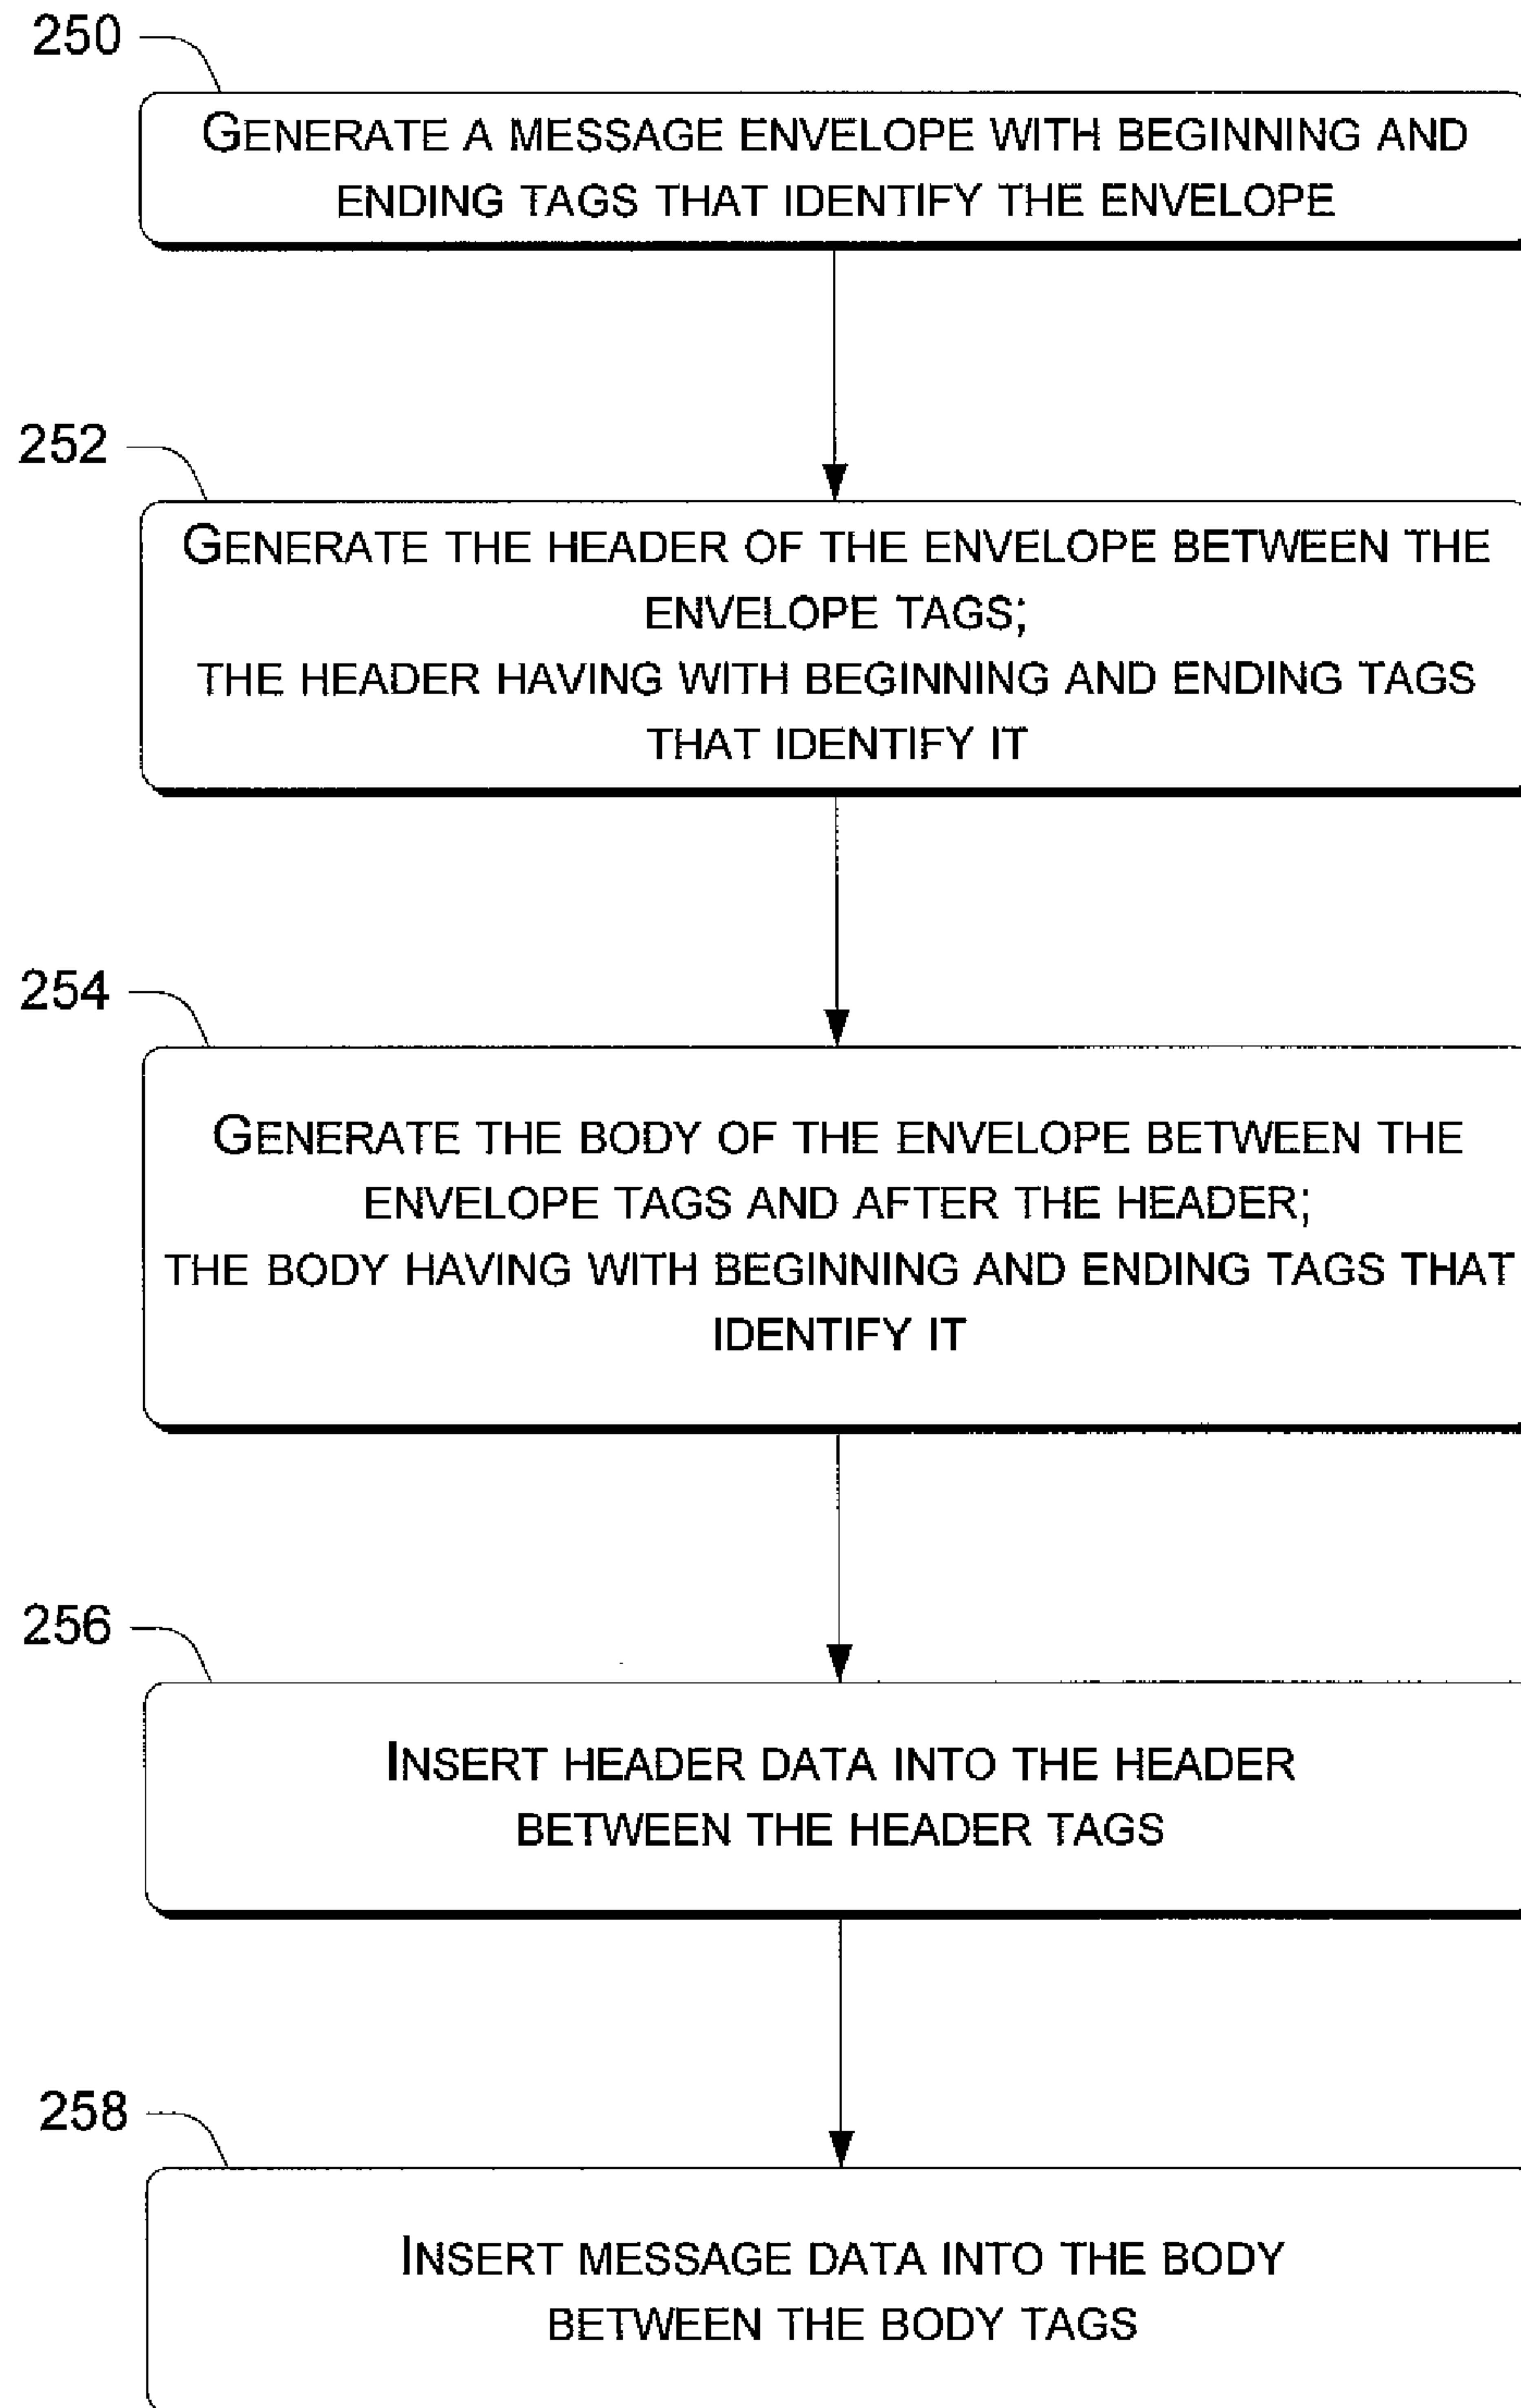 250
GENERATE A MESSAGE ENVELOPE WITH BEGINNING AND
ENDING TAGS THAT IDENTIFY THE ENVELOPE
252
GENERATE THE HEADER OF THE ENVELOPE BETWEEN THE
ENVELOPE TAGS;
THE HEADER HAVING WITH BEGINNING AND ENDING TAGS
THAT IDENTIFY IT
254
GENERATE THE BODY OF THE ENVELOPE BETWEEN THE
ENVELOPE TAGS AND AFTER THE HEADER;
THE BODY HAVING WITH BEGINNING AND ENDING TAGS THAT
IDENTIFY IT
256
INSERT HEADER DATA INTO THE HEADER
BETWEEN THE HEADER TAGS
258
INSERT MESSAGE DATA INTO THE BODY
BETWEEN THE BODY TAGS